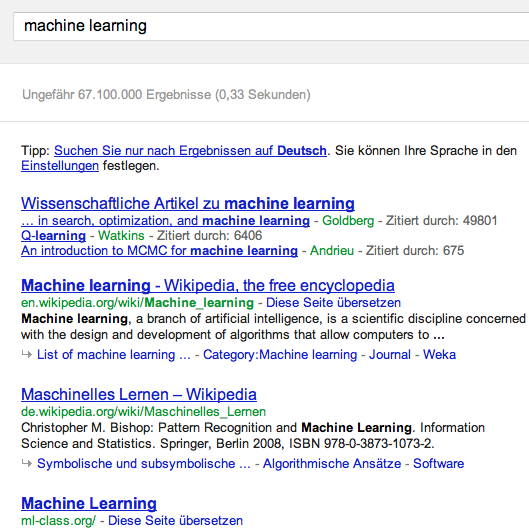 machine learning
Ungefähr 67.100.000 Ergebnisse (0,33 Sekunden)
Tipp: Suchen Sie nur nach Ergebnissen auf Deutsch. Sie können Ihre Sprache in den
Einstellungen festlegen.
Wissenschaftliche Artikel zu machine learning
... in search, optimization, and machine learning - Goldberg - Zitiert durch: 49801
Q-learning - Watkins - Zitiert durch: 6406
An introduction to MCMC for machine learning - Andrieu - Zitiert durch: 675
Machine learning - Wikipedia, the free encyclopedia
en.wikipedia.org/wiki/Machine_learning - Diese Seite übersetzen
Machine learning, a branch of artificial intelligence, is a scientific discipline concerned
with the design and development of algorithms that allow computers to ...
List of machine learning ... - Category:Machine learning - Journal - Weka
Maschinelles Lernen – Wikipedia
de.wikipedia.org/wiki/Maschinelles_Lernen
Christopher M. Bishop: Pattern Recognition and Machine Learning. Information
Science and Statistics. Springer, Berlin 2008, ISBN 978-0-3873-1073-2.
Symbolische und subsymbolische ... - Algorithmische Ansätze - Software
Machine Learning
ml-class.org/ - Diese Seite übersetzen